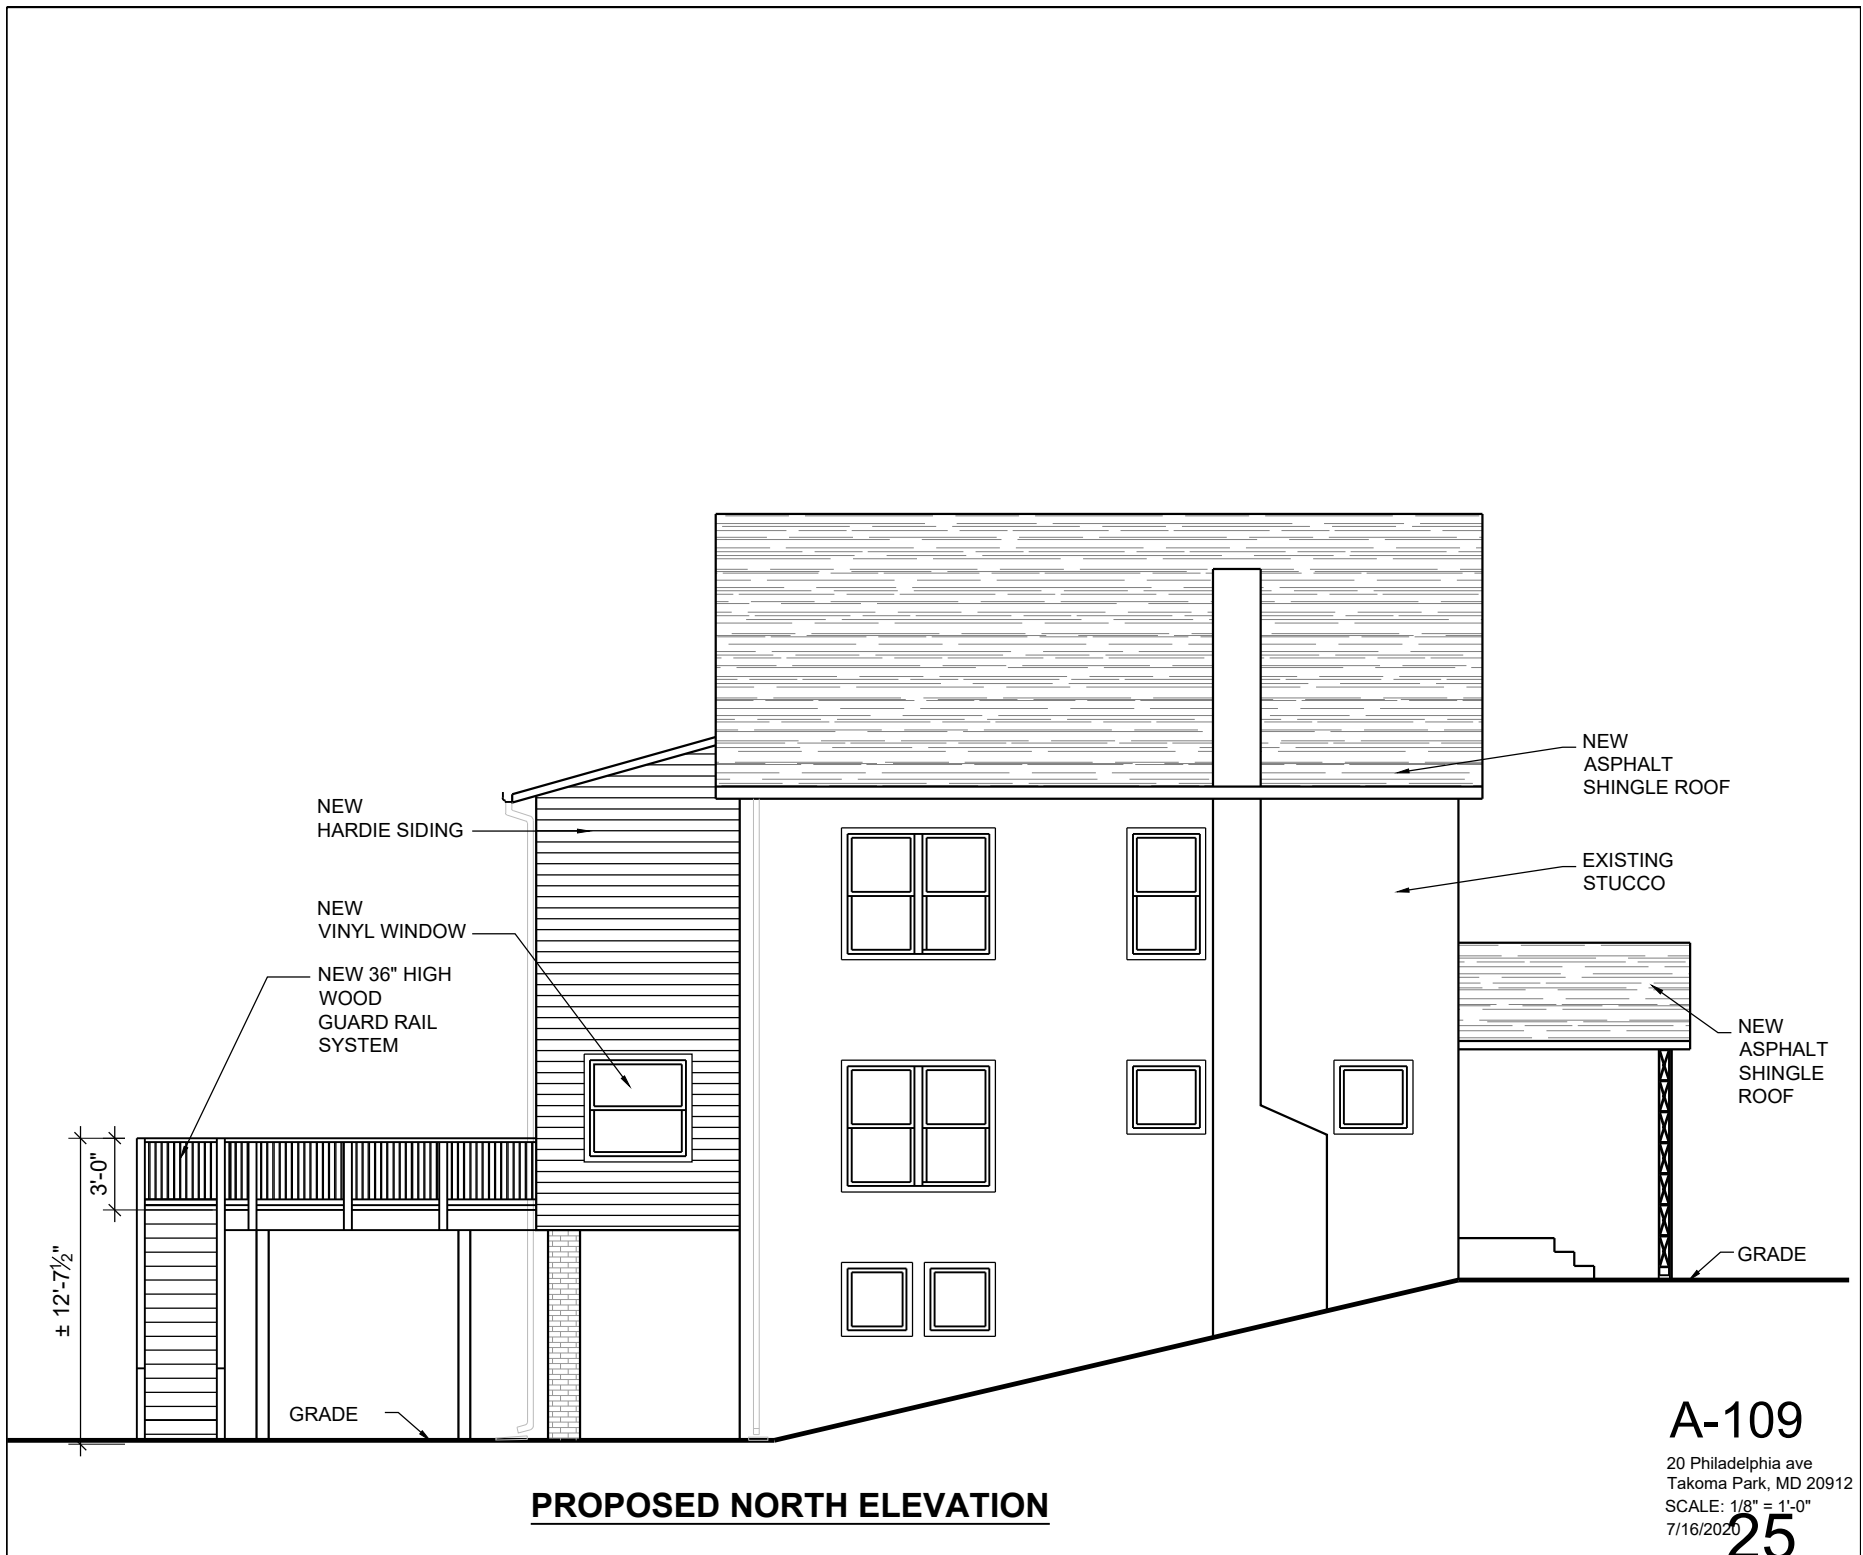 NEW
ASPHALT
SHINGLE ROOF
NEW
HARDIE SIDING
EXISTING
STUCCO
NEW
VINYL WINDOW
NEW 36" HIGH
WOOD
GUARD RAIL
SYSTEM
NEW
ASPHALT
SHINGLE
ROOF
3'-0"
± 12'-7½"
GRADE
GRADE
PROPOSED NORTH ELEVATION
A-109
20 Philadelphia ave
Takoma Park, MD 20912
SCALE: 1/8" = 1'-0"
7/16/2020
25